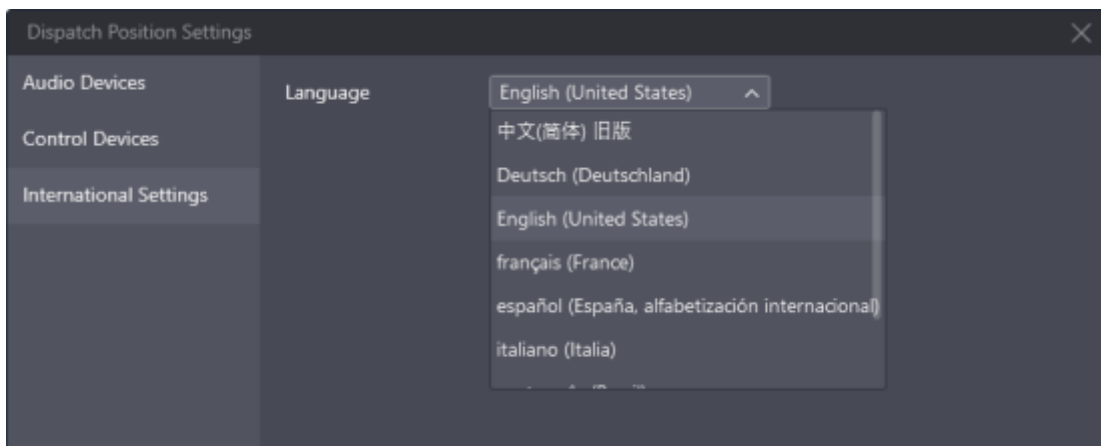 Dispatch Position Settings
Audio Devices
Control Devices
International Settings
Language
English (United States)
中文(简体) 旧版
Deutsch (Deutschland)
English (United States)
français (France)
español (España, alfabetización internacional)
italiano (Italia)